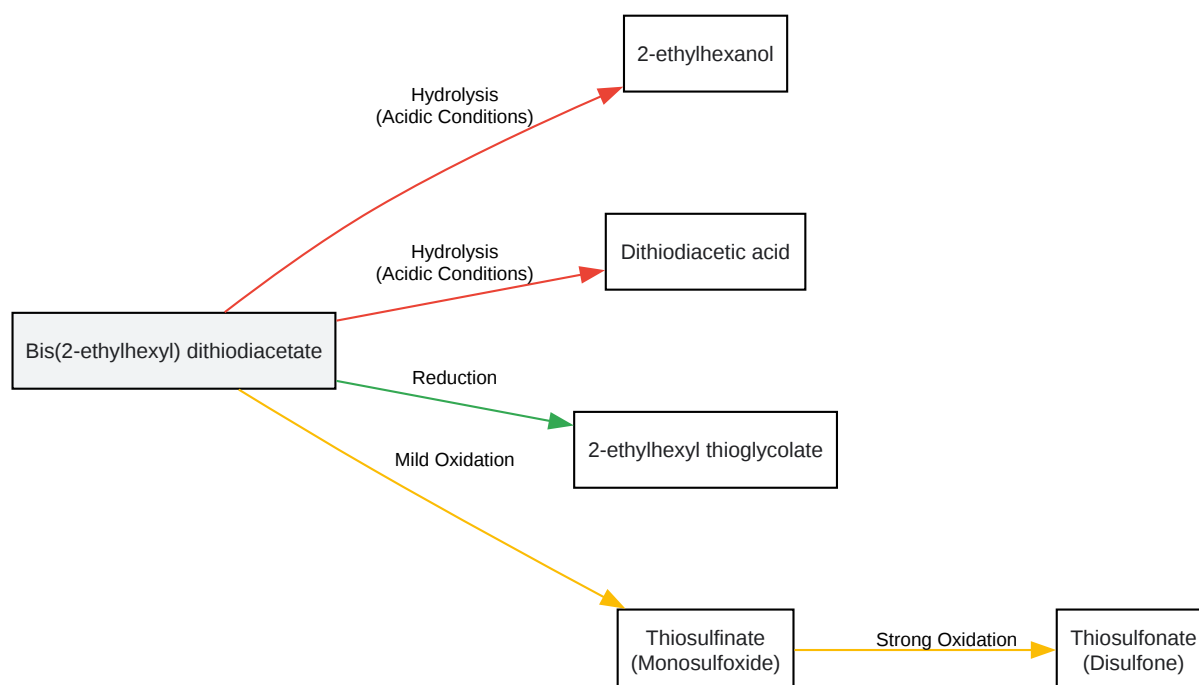 2-ethylhexanol
Hydrolysis
(Acidic Conditions)
Hydrolysis
(Acidic Conditions)
Dithiodiacetic acid
Bis(2-ethylhexyl) dithiodiacetate
Reduction
2-ethylhexyl thioglycolate
Mild Oxidation
Thiosulfinate
(Monosulfoxide)
Strong Oxidation
Thiosulfonate
(Disulfone)